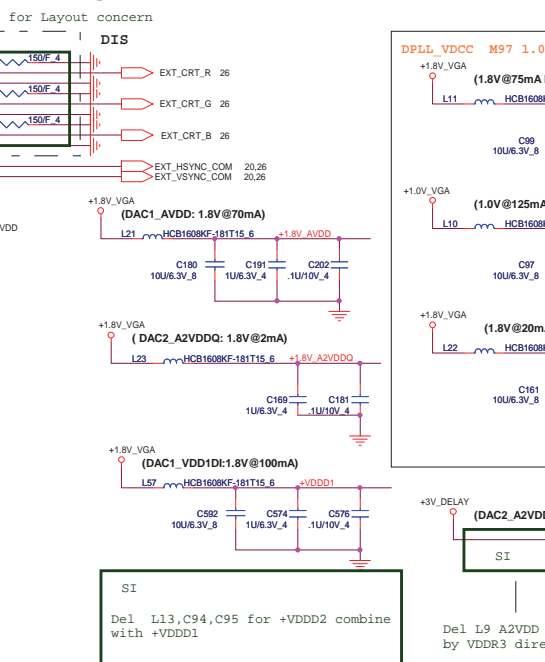 for Layout concern
DIS
150/F_4
150/F_4
150/F_4
EXT_CRT_R 26
EXT_CRT_G 26
EXT_CRT_B 26
EXT_HSYNC_COM 20,26
EXT_VSYNC_COM 20,26
VDD
+1.8V_VGA
(DAC1_AVDD: 1.8V@70mA)
L21 HCB1608KF-181T15_6 +1.8V_AVDD
C180 C191 C202
10U/6.3V_8 1U/6.3V_4 .1U/10V_4
+1.8V_VGA
( DAC2_A2VDDQ: 1.8V@2mA)
L23 HCB1608KF-181T15_6 +1.8V_A2VDDQ
C169 C181
1U/6.3V_4 .1U/10V_4
+1.8V_VGA
(DAC1_VDD1DI:1.8V@100mA)
L57 HCB1608KF-181T15_6 +VDDD1
C592 C574 C576
10U/6.3V_8 1U/6.3V_4 .1U/10V_4
SI
Del L13,C94,C95 for +VDDD2 combine
with +VDDD1
DPLL_VDCC M97 1.0
+1.8V_VGA
(1.8V@75mA
L11 HCB1608
C99
10U/6.3V_8
+1.0V_VGA
(1.0V@125mA
L10 HCB1608
C97
10U/6.3V_8
+1.8V_VGA
(1.8V@20m
L22 HCB1608
C161
10U/6.3V_8
+3V_DELAY
(DAC2_A2VDD
SI
Del L9 A2VDD
by VDDR3 dire